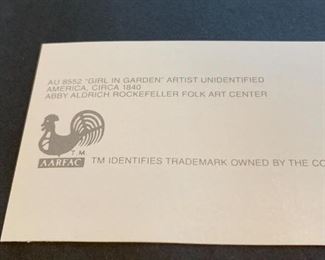 AU 8552 "GIRL IN GARDEN" ARTIST UNIDENTIFIED
AMERICA, CIRCA 1840
ABBY ALDRICH ROCKEFELLER FOLK ART CENTER
T.M.
AARFAC
TM IDENTIFIES TRADEMARK OWNED BY THE CO